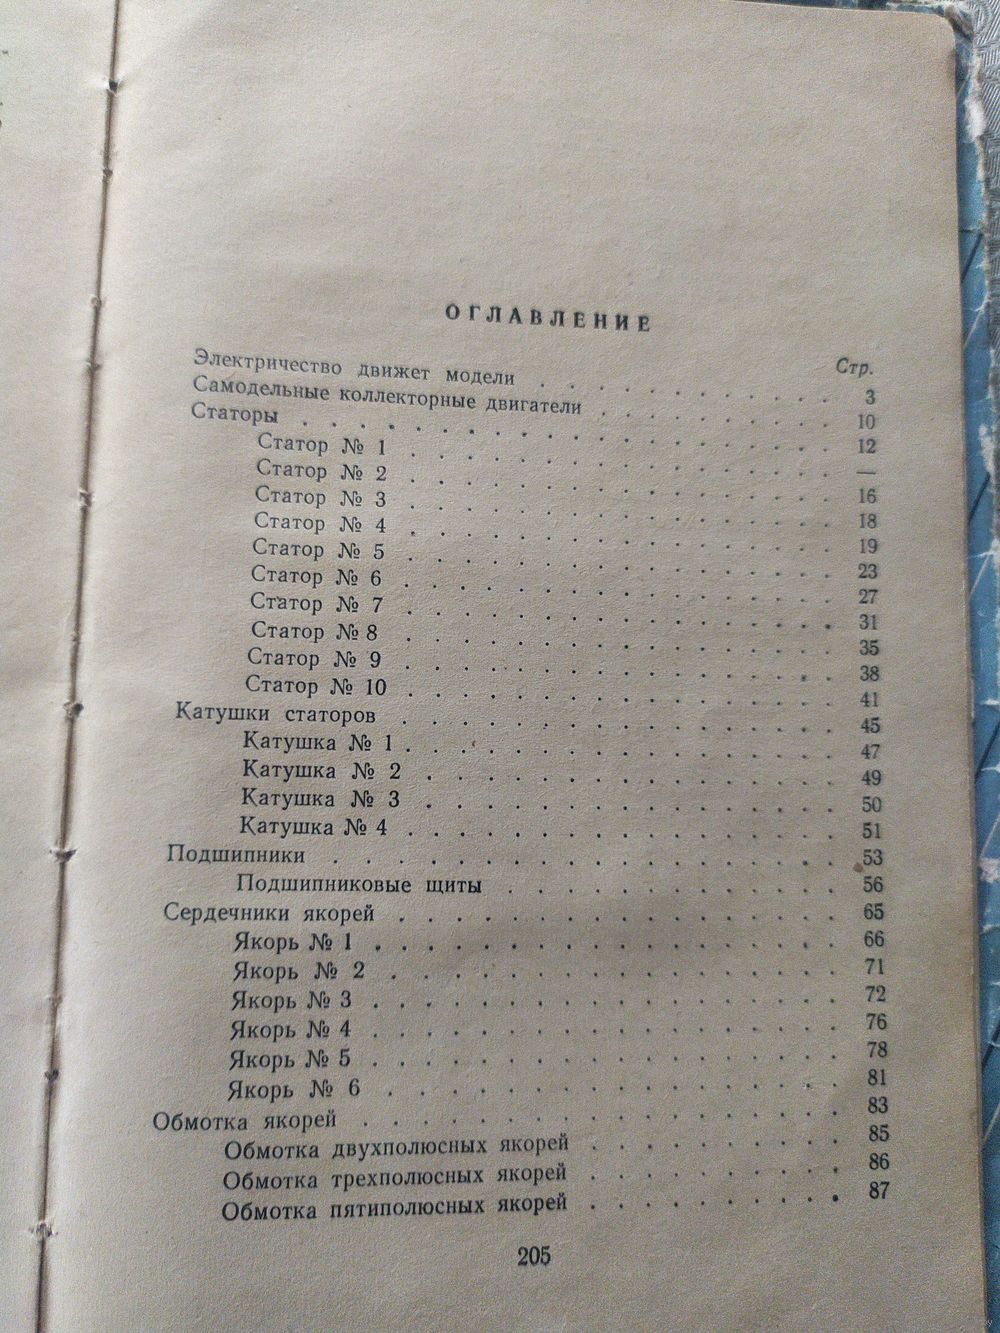 ОГЛАВЛЕНИЕ
Стр.
Электричество движет модели . . . . . . . . . . . 3
Самодельные коллекторные двигатели . . . . . . . . . 10
Статоры . . . . . . . . . . . . . . . . . . . . 12
Статор № 1 . . . . . . . . . . . . . . . . —
Статор № 2 . . . . . . . . . . . . . . . . 16
Статор № 3 . . . . . . . . . . . . . . . . 18
Статор № 4 . . . . . . . . . . . . . . . . 19
Статор № 5 . . . . . . . . . . . . . . . . 23
Статор № 6 . . . . . . . . . . . . . . . . 27
Статор № 7 . . . . . . . . . . . . . . . . 31
Статор № 8 . . . . . . . . . . . . . . . . 35
Статор № 9 . . . . . . . . . . . . . . . . 38
Статор № 10 . . . . . . . . . . . . . . . . 41
Катушки статоров . . . . . . . . . . . . . . . . 45
Катушка № 1 . . . . . . . . . . . . . . . . 47
Катушка № 2 . . . . . . . . . . . . . . . 49
Катушка № 3 . . . . . . . . . . . . . . . 50
Катушка № 4 . . . . . . . . . . . . . . . . 51
Подшипники . . . . . . . . . . . . . . . . . . 53
Подшипниковые щиты . . . . . . . . . . . . 56
Сердечники якорей . . . . . . . . . . . . . . . . 65
Якорь № 1 . . . . . . . . . . . . . . . . . 66
Якорь № 2 . . . . . . . . . . . . . . . . 71
Якорь № 3 . . . . . . . . . . . . . . . . . 72
Якорь № 4 . . . . . . . . . . . . . . . . . 76
Якорь № 5 . . . . . . . . . . . . . . . . . 78
Якорь № 6 . . . . . . . . . . . . . . . . 81
Обмотка якорей . . . . . . . . . . . . . . . . . 83
Обмотка двухполюсных якорей . . . . . . . . . . 85
Обмотка трехполюсных якорей . . . . . . . . . . 86
Обмотка пятиполюсных якорей . . . . . . . . . . 87
205